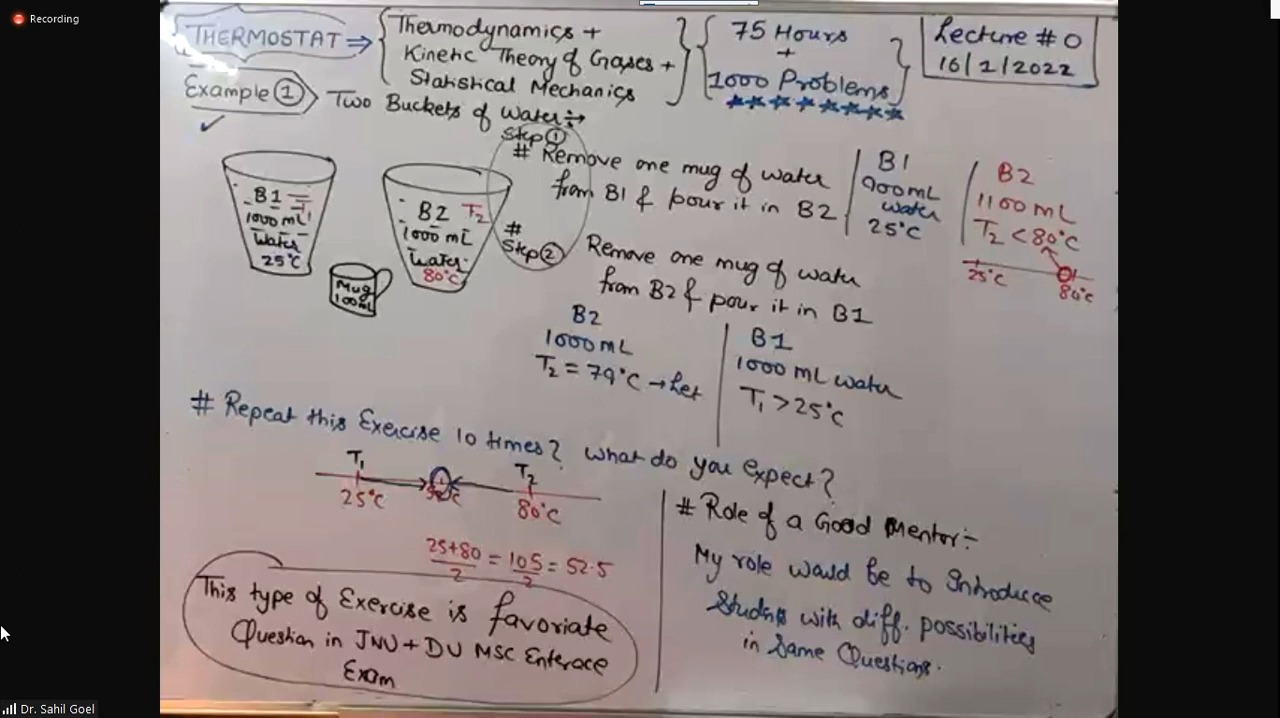 Recording
THERMOSTAT ⇒ { Thermodynamics +
Kinetic Theory of Gases +
Statistical Mechanics }
{ 75 Hours
+
1000 Problems }
Lecture # 0
16/1/2022
Example ① Two Buckets of Water :→
Step ①
# Remove one mug of water
from B1 & pour it in B2
B1
900 mL
water
25°C
B2
1100 mL
T2 < 80°C
25°C 80°C
B1
1000 mL
Water
25°C
B2 T2
1000 mL
Water
80°C
Mug
100mL
#
Step ②
Remove one mug of water
from B2 & pour it in B1
B2
1000 mL
T2 = 79°C → Let
B1
1000 mL water
T1 > 25°C
# Repeat this Exercise 10 times? What do you expect?
T1 T2
25°C 80°C
25+80/2 = 105/2 = 52.5
This type of Exercise is favoriate
Question in JNU + DU MSC Enterace
Exam
# Role of a Good Mentor :-
My role would be to Introduce
Students with diff. possibilities
in Same Questions.
Dr. Sahil Goel